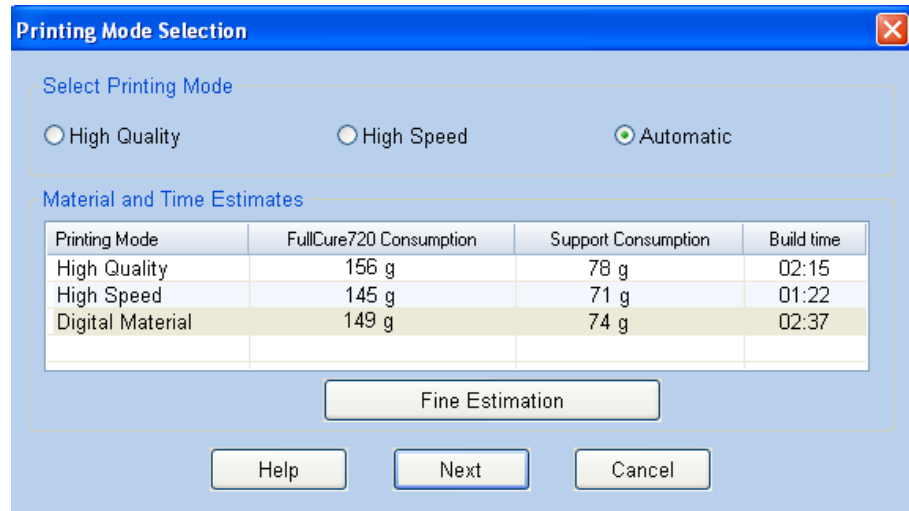 Printing Mode Selection
Select Printing Mode
High Quality High Speed Automatic
Material and Time Estimates
Printing Mode FullCure720 Consumption Support Consumption Build time
High Quality 156 g 78 g 02:15
High Speed 145 g 71 g 01:22
Digital Material 149 g 74 g 02:37
Fine Estimation
Help Next Cancel